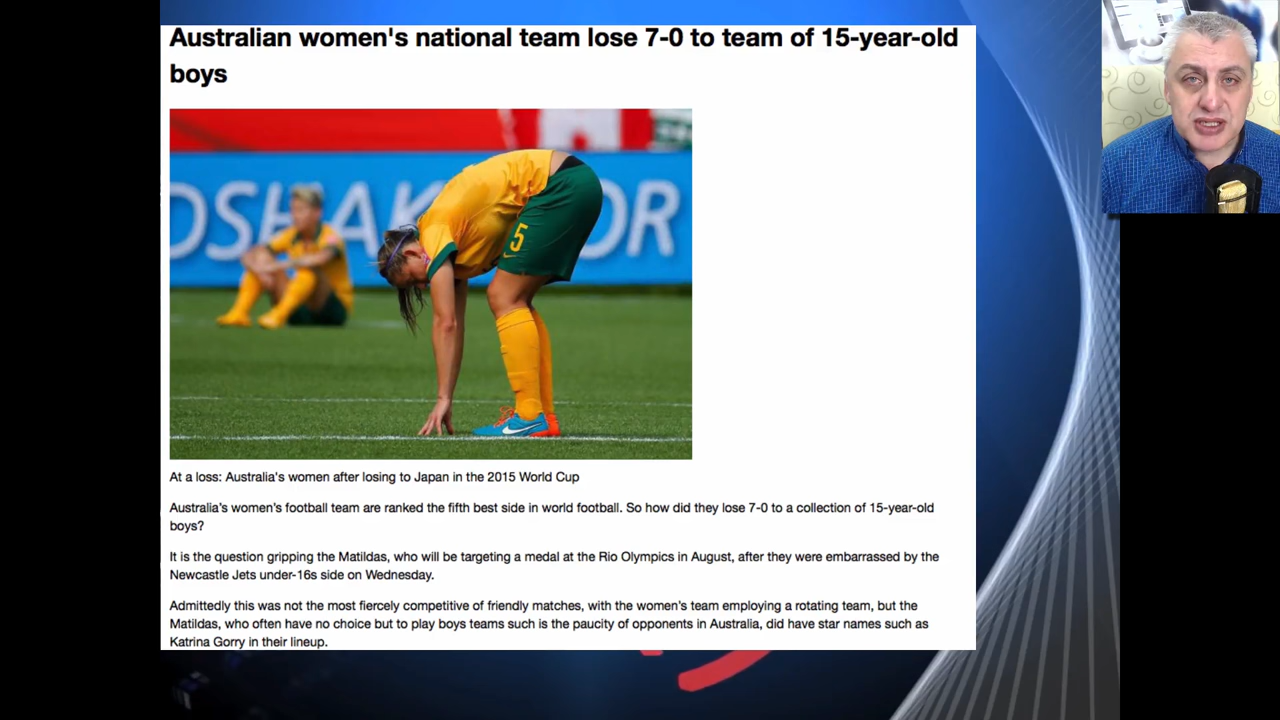 Australian women's national team lose 7-0 to team of 15-year-old
boys
OSHAK OR
5
At a loss: Australia's women after losing to Japan in the 2015 World Cup
Australia's women's football team are ranked the fifth best side in world football. So how did they lose 7-0 to a collection of 15-year-old
boys?
It is the question gripping the Matildas, who will be targeting a medal at the Rio Olympics in August, after they were embarrassed by the
Newcastle Jets under-16s side on Wednesday.
Admittedly this was not the most fiercely competitive of friendly matches, with the women's team employing a rotating team, but the
Matildas, who often have no choice but to play boys teams such is the paucity of opponents in Australia, did have star names such as
Katrina Gorry in their lineup.